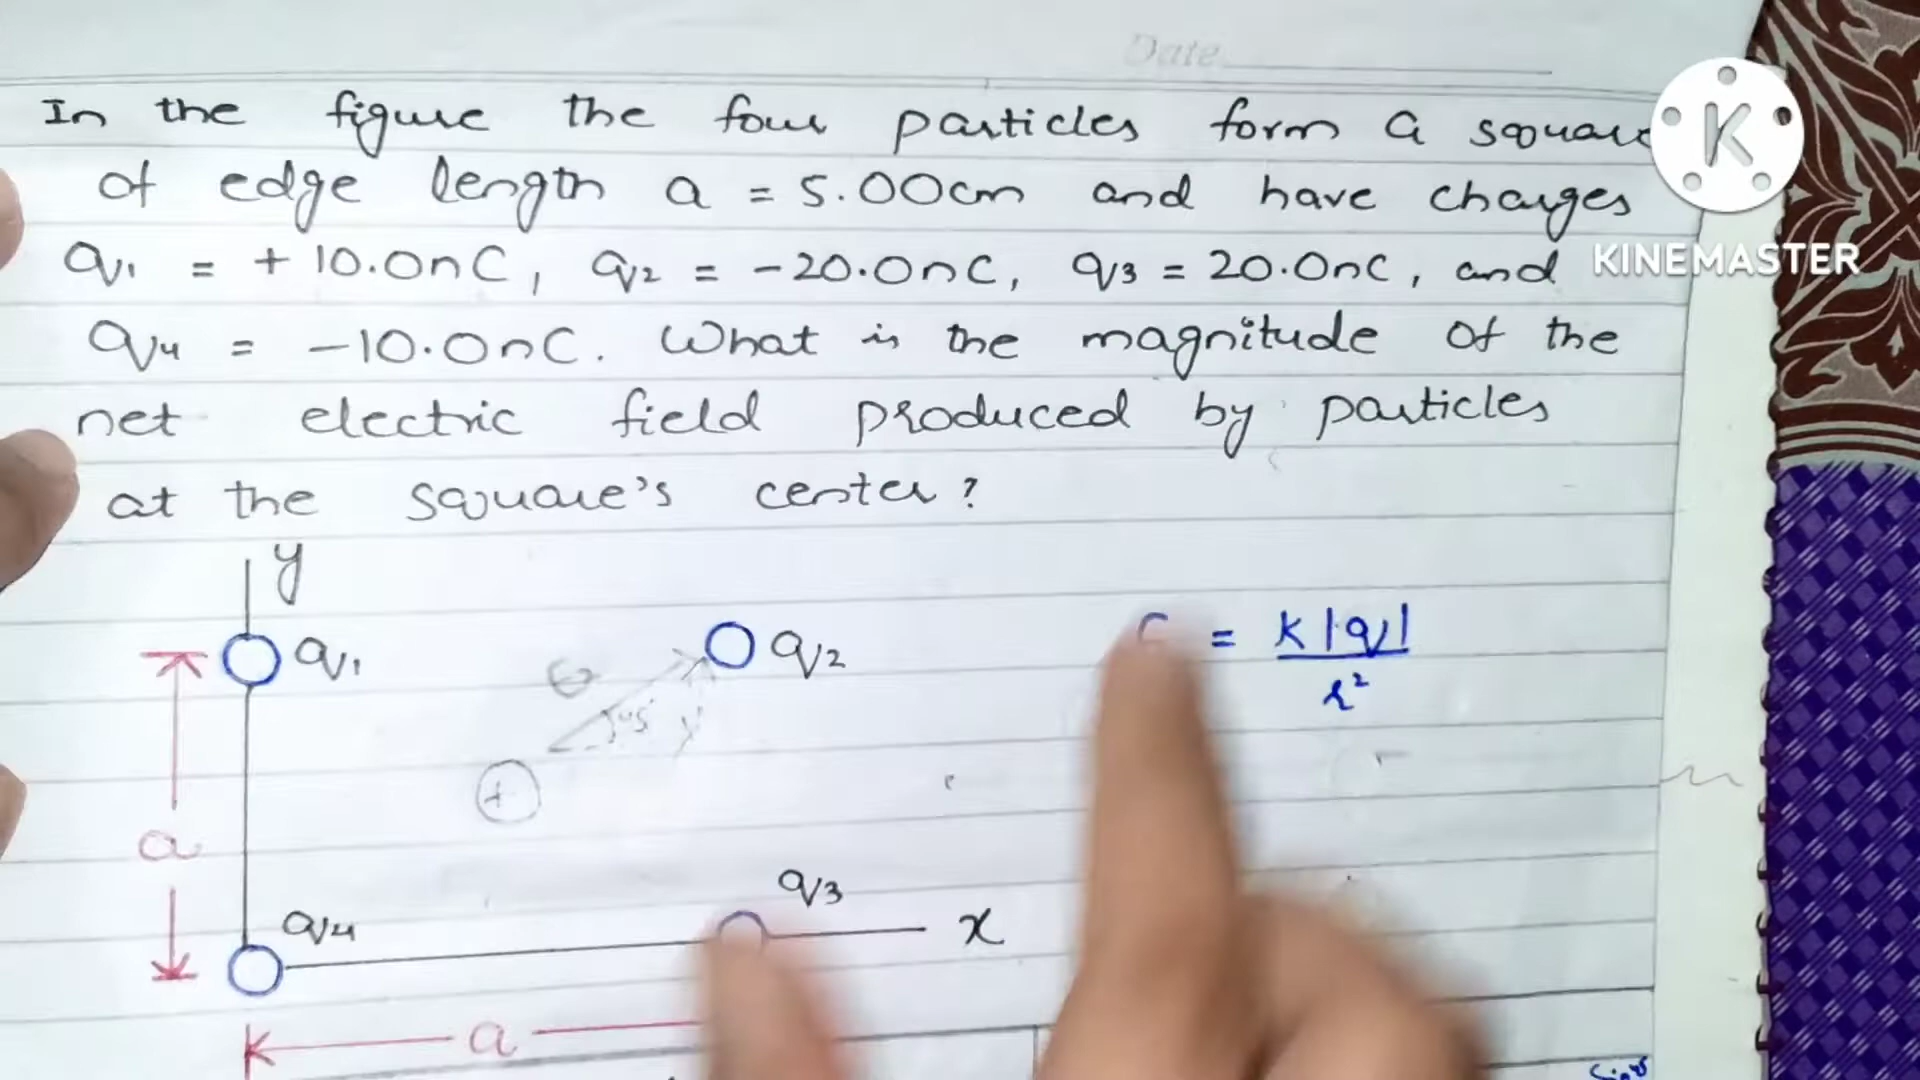 Date
In the figure the four particles form a square
of edge length a = 5.00cm and have charges
q1 = +10.0nC, q2 = -20.0nC, q3 = 20.0nC, and
q4 = -10.0nC. What is the magnitude of the
net electric field produced by particles
at the square's center?
K
KINEMASTER
y
q1
q2
= k|q|
r²
45°
+
a
q3
q4
x
a